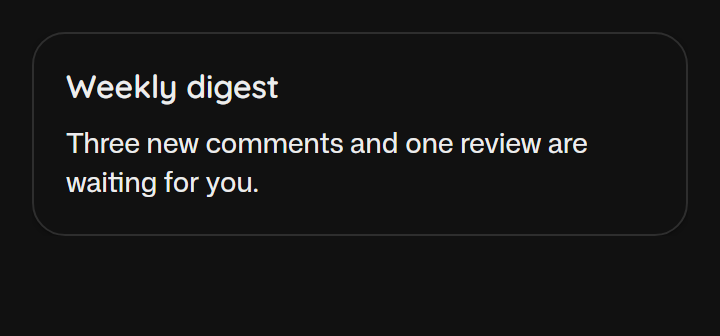 Weekly digest
Three new comments and one review are
waiting for you.